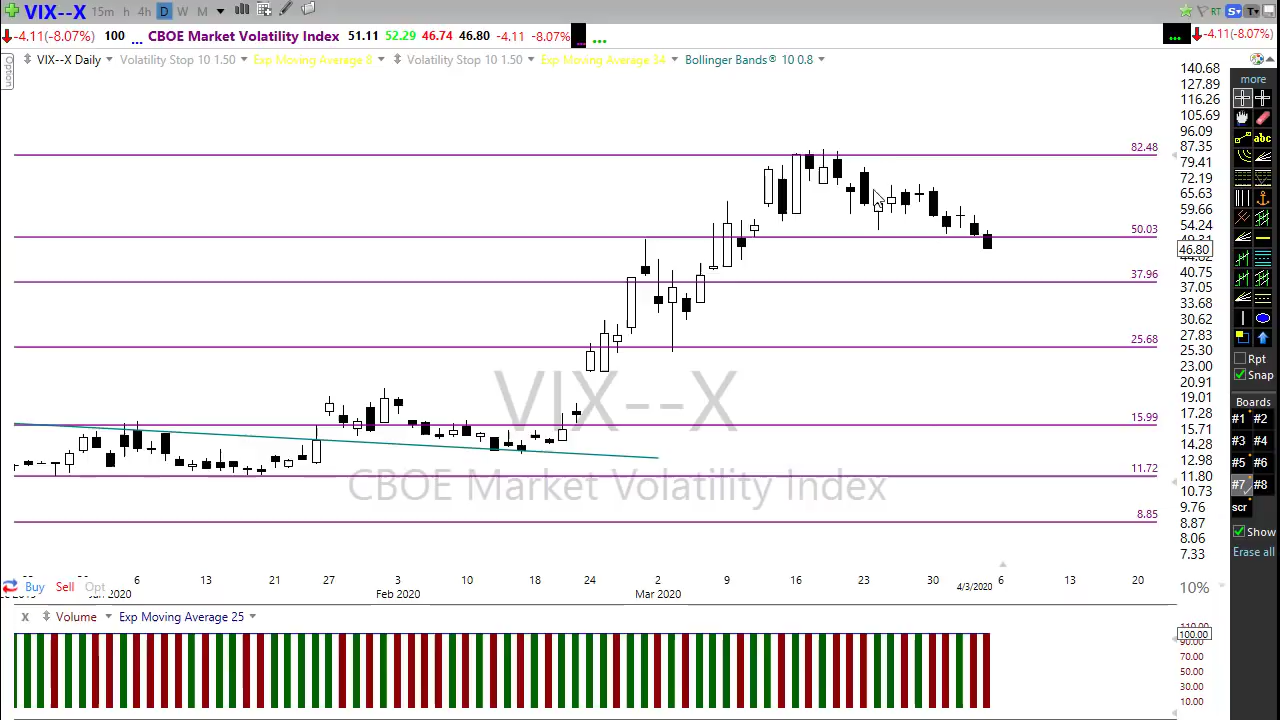 VIX--X 15m h 4h D W M
-4.11(-8.07%) 100 ... CBOE Market Volatility Index 51.11 52.29 46.74 46.80 -4.11 -8.07% ... ...
RT S T
... -4.11(-8.07%)
Option
VIX--X Daily Volatility Stop 10 1.50 Exp Moving Average 8 Volatility Stop 10 1.50 Exp Moving Average 34 Bollinger Bands® 10 0.8
140.68
127.89
116.26
105.69
96.09
87.35
79.41
72.19
65.63
59.66
54.24
46.80
40.75
37.05
33.68
30.62
27.83
25.30
23.00
20.91
19.01
17.28
15.71
14.28
12.98
11.80
10.73
9.76
8.87
8.06
7.33
82.48
50.03
37.96
25.68
15.99
11.72
8.85
VIX--X
CBOE Market Volatility Index
6 13 21 27 3 10 18 24 2 9 16 23 30 4/3/2020 6 13 20
2020 Feb 2020 Mar 2020
Buy Sell Opt
10%
x Volume Exp Moving Average 25
100.00
90.00
70.00
50.00
30.00
10.00
more
abc
Rpt
Snap
Boards
#1 #2
#3 #4
#5 #6
#7 #8
scr
Show
Erase all